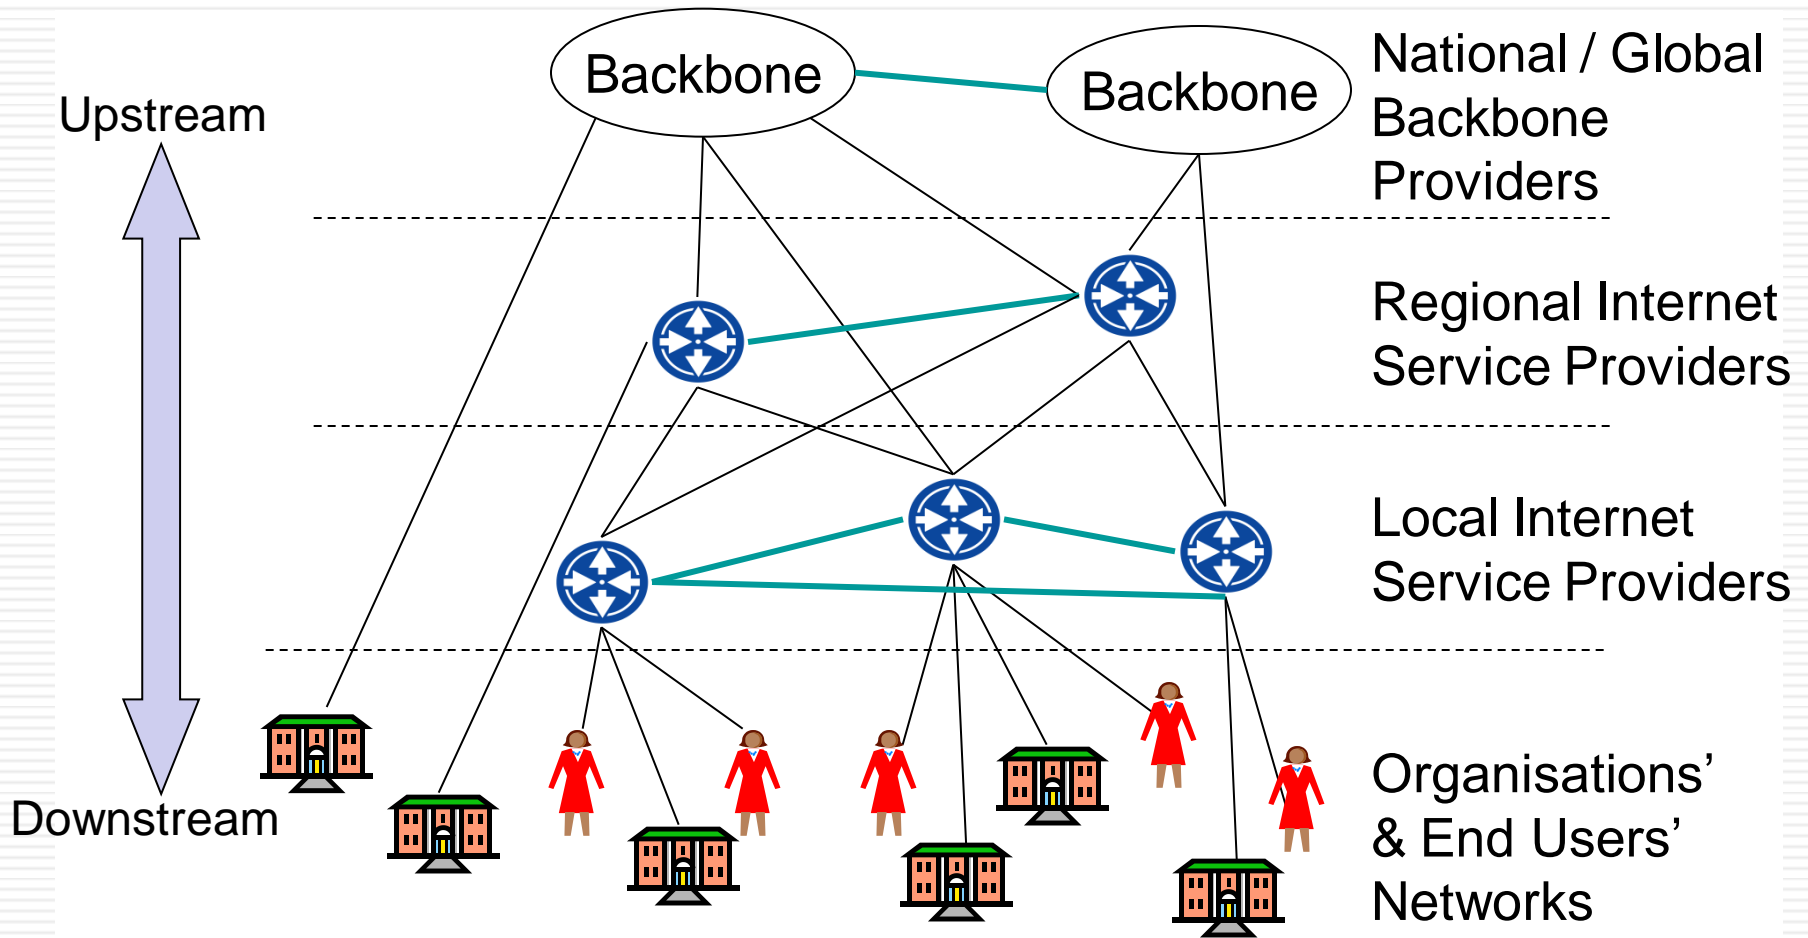 Backbone
Backbone
National / Global
Backbone
Providers
Upstream
Regional Internet
Service Providers
Local Internet
Service Providers
Organisations’
& End Users’
Networks
Downstream